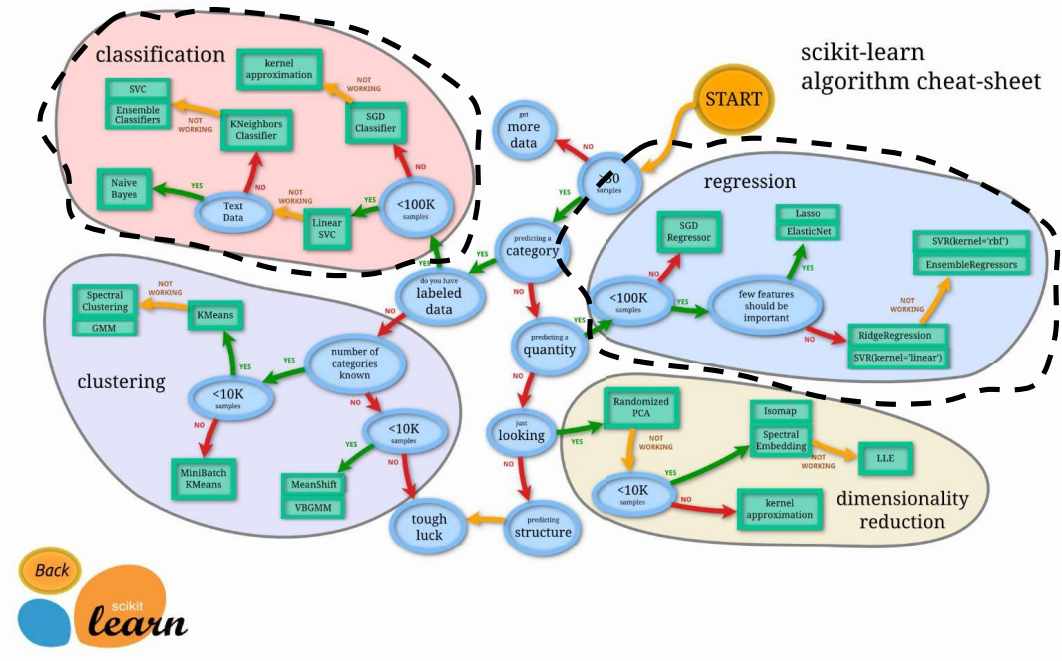 scikit-learn
algorithm cheat-sheet
START
get
more
data
NO
>50
samples
YES
predicting a
category
YES
NO
do you have
labeled
data
YES
NO
predicting a
quantity
YES
NO
just
looking
YES
NO
predicting
structure
tough
luck
classification
kernel
approximation
NOT
WORKING
SGD
Classifier
NO
<100K
samples
YES
Linear
SVC
NOT
WORKING
Text
Data
YES
Naive
Bayes
NO
KNeighbors
Classifier
NOT
WORKING
SVC
Ensemble
Classifiers
regression
<100K
samples
NO
SGD
Regressor
YES
few features
should be
important
YES
Lasso
ElasticNet
NO
RidgeRegression
SVR(kernel='linear')
NOT
WORKING
SVR(kernel='rbf')
EnsembleRegressors
clustering
number of
categories
known
YES
<10K
samples
YES
KMeans
NOT
WORKING
Spectral
Clustering
GMM
NO
MiniBatch
KMeans
NO
<10K
samples
YES
MeanShift
VBGMM
NO
dimensionality
reduction
Randomized
PCA
NOT
WORKING
<10K
samples
YES
Isomap
Spectral
Embedding
NOT
WORKING
LLE
NO
kernel
approximation
Back
scikit
learn